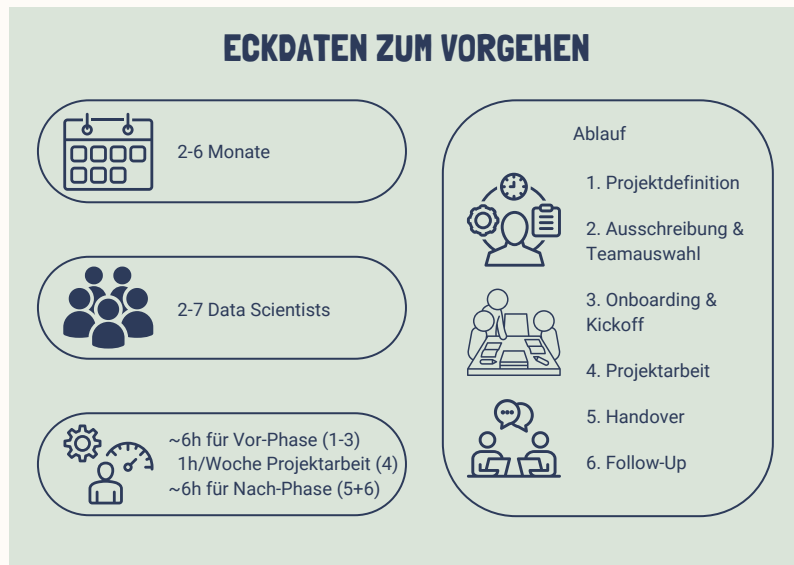 ECKDATEN ZUM VORGEHEN
2-6 Monate
2-7 Data Scientists
~6h für Vor-Phase (1-3)
1h/Woche Projektarbeit (4)
~6h für Nach-Phase (5+6)
Ablauf
1. Projektdefinition
2. Ausschreibung &
Teamauswahl
3. Onboarding &
Kickoff
4. Projektarbeit
5. Handover
6. Follow-Up